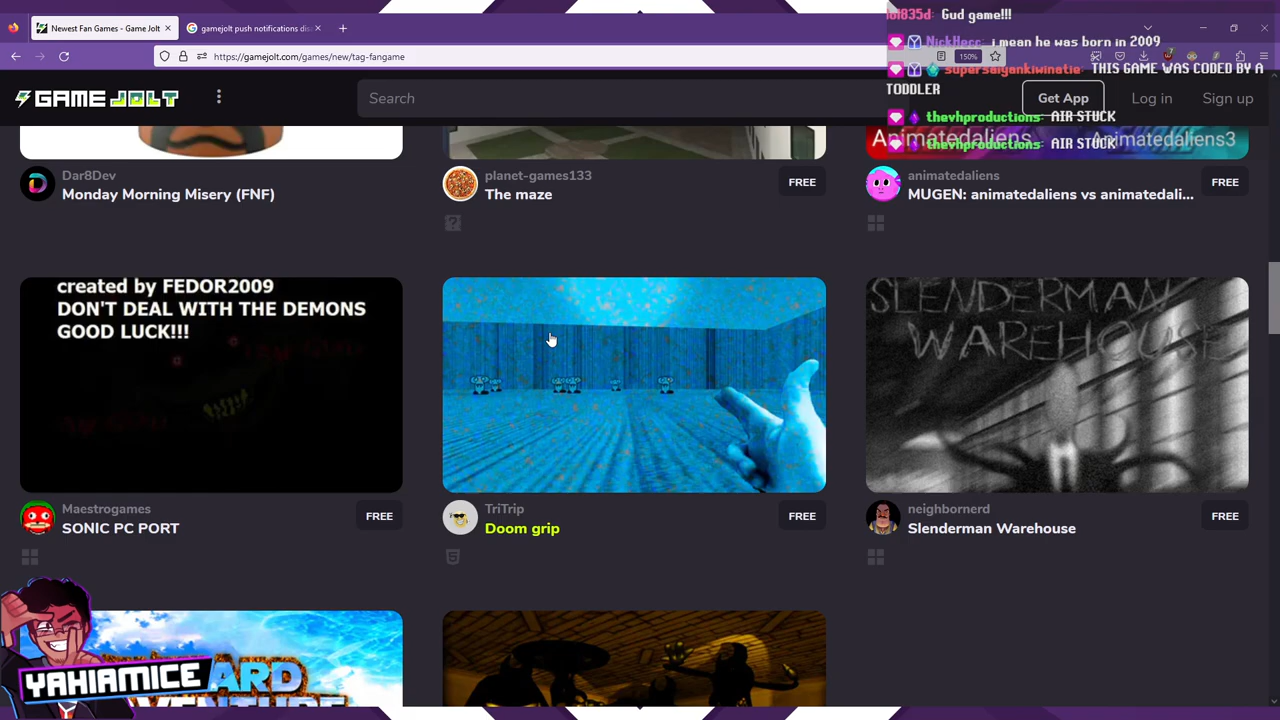 Newest Fan Games - Game Jolt
gamejolt push notifications dis
https://gamejolt.com/games/new/tag-fangame
150%
Gud game!!!
NickHerr: i mean he was born in 2009
supersaiyankiwinatie: THIS GAME WAS CODED BY A
TODDLER
thevhproductions: AIR STUCK
thevhproductions: AIR STUCK
GAME JOLT
Search
Get App
Log in
Sign up
Animatedaliens
Animatedaliens3
Dar8Dev
Monday Morning Misery (FNF)
planet-games133
The maze
FREE
animatedaliens
MUGEN: animatedaliens vs animatedali...
FREE
created by FEDOR2009
DON'T DEAL WITH THE DEMONS
GOOD LUCK!!!
SLENDERMAN
WAREHOUSE
Maestrogames
SONIC PC PORT
FREE
TriTrip
Doom grip
FREE
neighbornerd
Slenderman Warehouse
FREE
YAHIAMICE